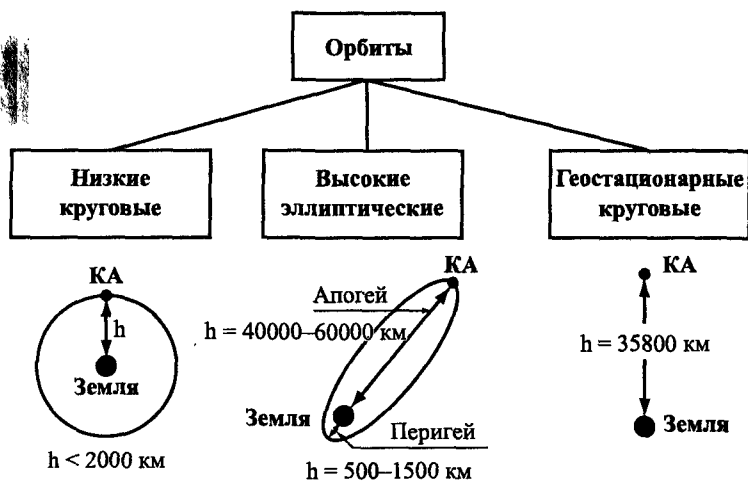 Орбиты
Низкие
круговые
Высокие
эллиптические
Геостационарные
круговые
КА
h
Земля
h < 2000 км
КА
Апогей
h = 40000–60000 км
Земля
Перигей
h = 500–1500 км
КА
h = 35800 км
Земля